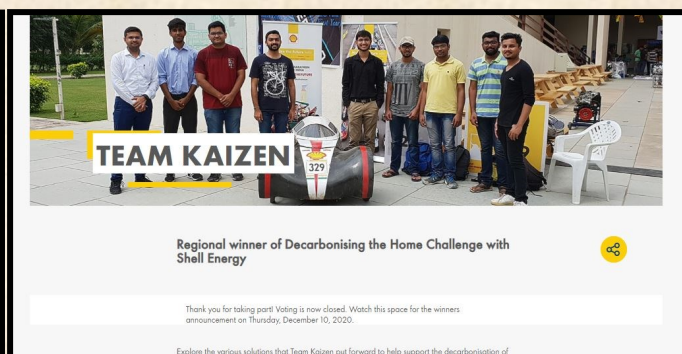 TEAM KAIZEN
329
Regional winner of Decarbonising the Home Challenge with
Shell Energy
Thank you for taking part! Voting is now closed. Watch this space for the winners
announcement on Thursday, December 10, 2020.
Explore the various solutions that Team Kaizen put forward to help support the decarbonisation of